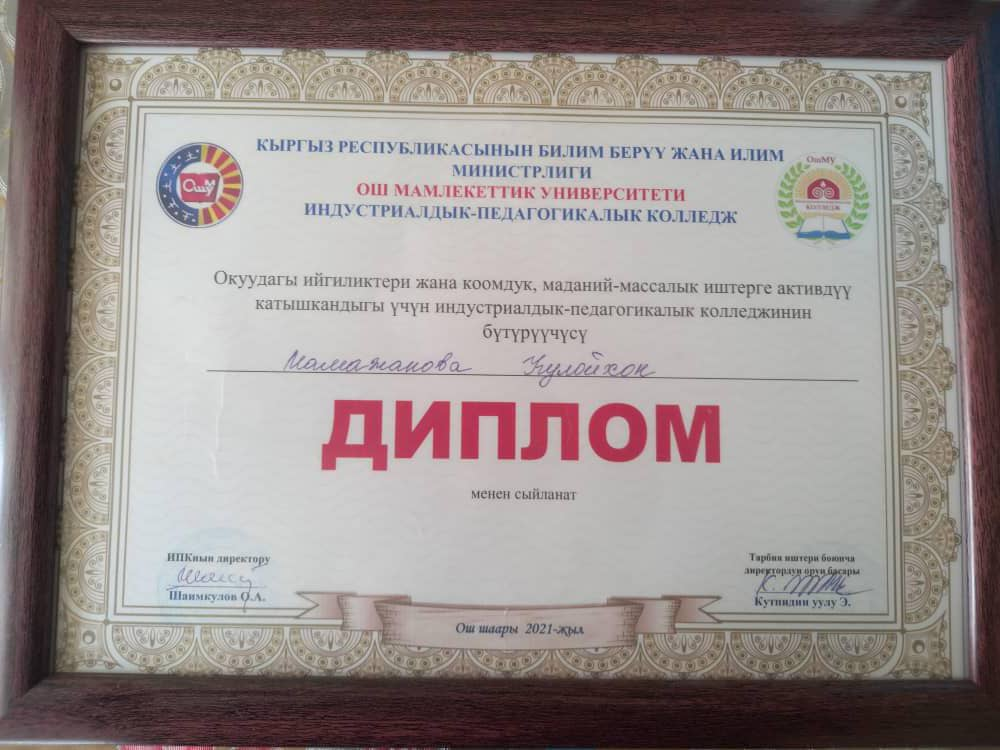 КЫРГЫЗ РЕСПУБЛИКАСЫНЫН БИЛИМ БЕРҮҮ ЖАНА ИЛИМ
МИНИСТРЛИГИ
ОШ МАМЛЕКЕТТИК УНИВЕРСИТЕТИ
ИНДУСТРИАЛДЫК-ПЕДАГОГИКАЛЫК КОЛЛЕДЖ
ОшМУ
ОшМУ
КОЛЛЕДЖ
Окуудагы ийгиликтери жана коомдук, маданий-массалык иштерге активдүү
катышкандыгы үчүн индустриалдык-педагогикалык колледжинин
бүтүрүүчүсү
Мамажанова Гулойхон
ДИПЛОМ
менен сыйланат
ИПКнын директору
Шаимкулов О.А.
Тарбия иштери боюнча
директордун орун басары
Кутпидин уулу Э.
Ош шаары 2021-жыл